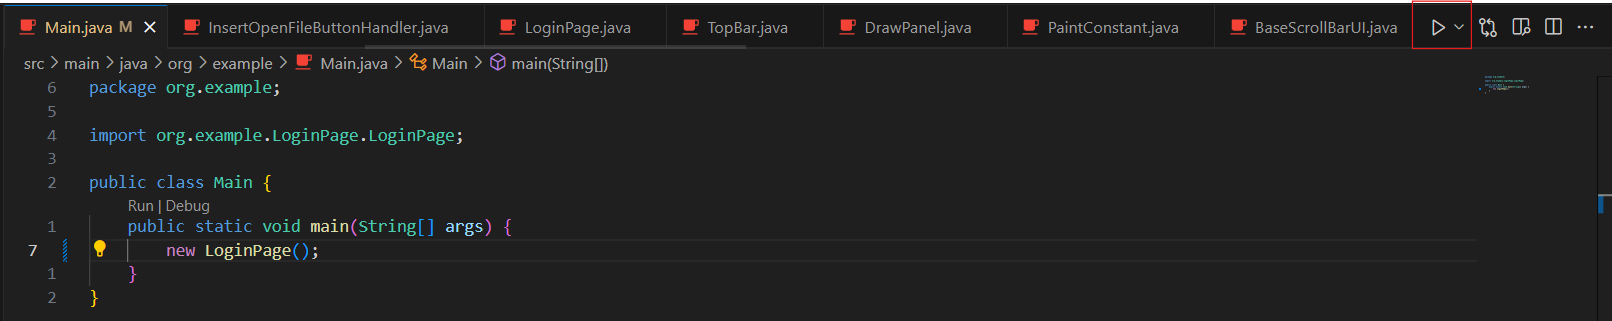 Main.java M InsertOpenFileButtonHandler.java LoginPage.java TopBar.java DrawPanel.java PaintConstant.java BaseScrollBarUI.java
src > main > java > org > example > Main.java > Main > main(String[])
6 package org.example;
5
4 import org.example.LoginPage.LoginPage;
3
2 public class Main {
Run | Debug
1 public static void main(String[] args) {
7 new LoginPage();
1 }
2 }